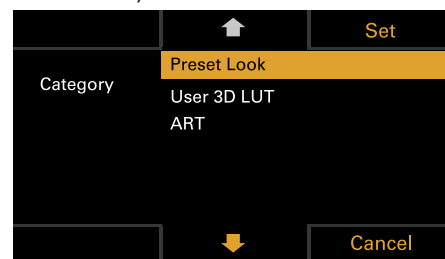 Set
Preset Look
Category
User 3D LUT
ART
Cancel